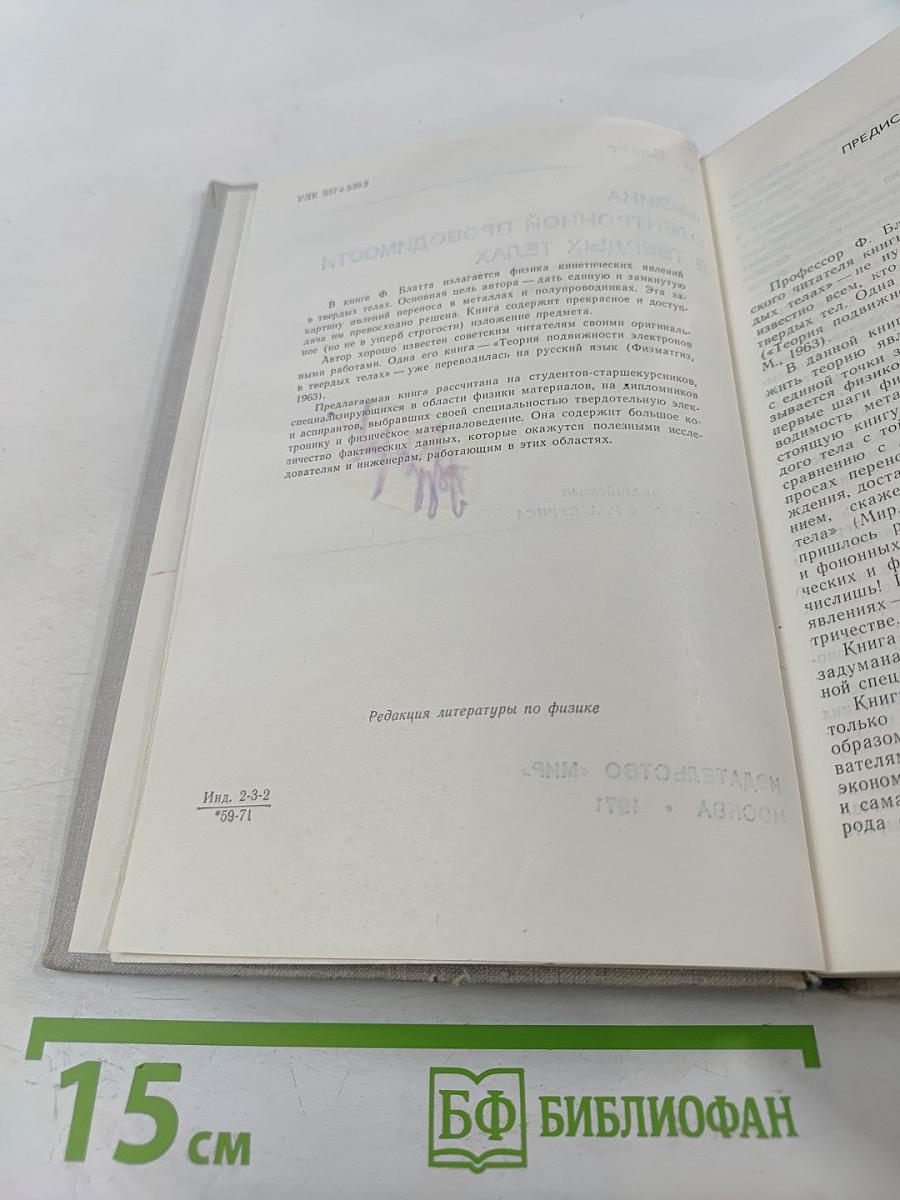 УДК 537+530.2
В книге Ф. Блатта излагается физика кинетических явлений
в твердых телах. Основная цель автора — дать единую и замкнутую
картину явлений переноса в металлах и полупроводниках. Эта за-
дача им превосходно решена. Книга содержит прекрасное и доступ-
ное (но не в ущерб строгости) изложение предмета.
Автор хорошо известен советским читателям своими оригиналь-
ными работами. Одна его книга — «Теория подвижности электронов
в твердых телах» — уже переводилась на русский язык (Физматгиз,
1963).
Предлагаемая книга рассчитана на студентов-старшекурсников,
специализирующихся в области физики материалов, на дипломников
и аспирантов, выбравших своей специальностью твердотельную элек-
тронику и физическое материаловедение. Она содержит большое ко-
личество фактических данных, которые окажутся полезными иссле-
дователям и инженерам, работающим в этих областях.
Редакция литературы по физике
Инд. 2-3-2
*59-71
ПРЕДИС
Профессор Ф. Бл
ского читателя книги
дых телах» — не ну
известно всем, кто
твердых тел. Одна
(«Теория подвижно
М., 1963).
В данной книг
жить теорию явл
с единой точки з
зывается физико
первые шаги фи
водимость мета
стоящую книгу
дого тела с той
сравнению с
просах перено
ждения, доста
нием, скаже
тела» (Мир,
пришлось р
и фононных
ческих и ф
числишь!
явлениях —
тричестве.
Книга
задумана
ной спец
Книг
только
образом
вателям
эконом
и сама
рода
15 см
БФ БИБЛИОФАН